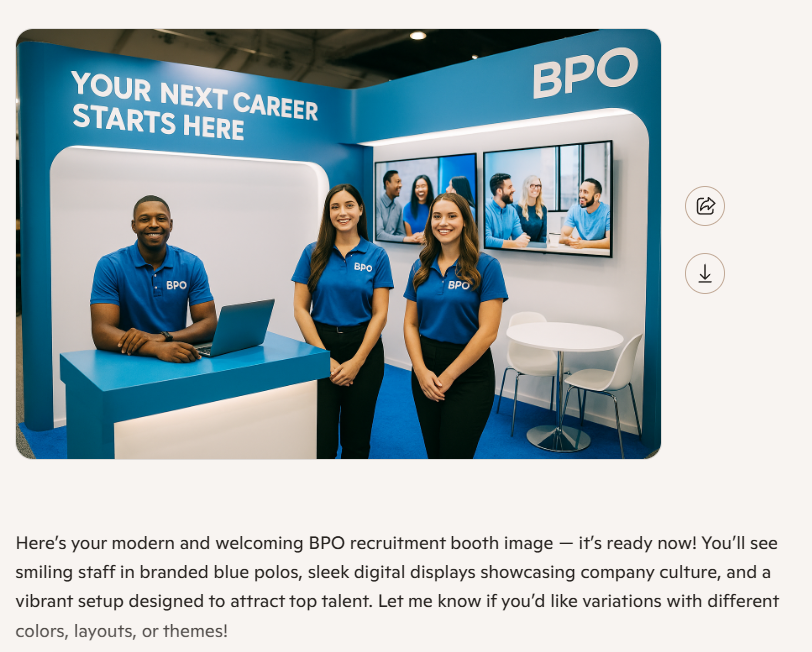 YOUR NEXT CAREER
STARTS HERE
BPO
BPO
BPO
BPO
Here’s your modern and welcoming BPO recruitment booth image — it’s ready now! You’ll see
smiling staff in branded blue polos, sleek digital displays showcasing company culture, and a
vibrant setup designed to attract top talent. Let me know if you’d like variations with different
colors, layouts, or themes!